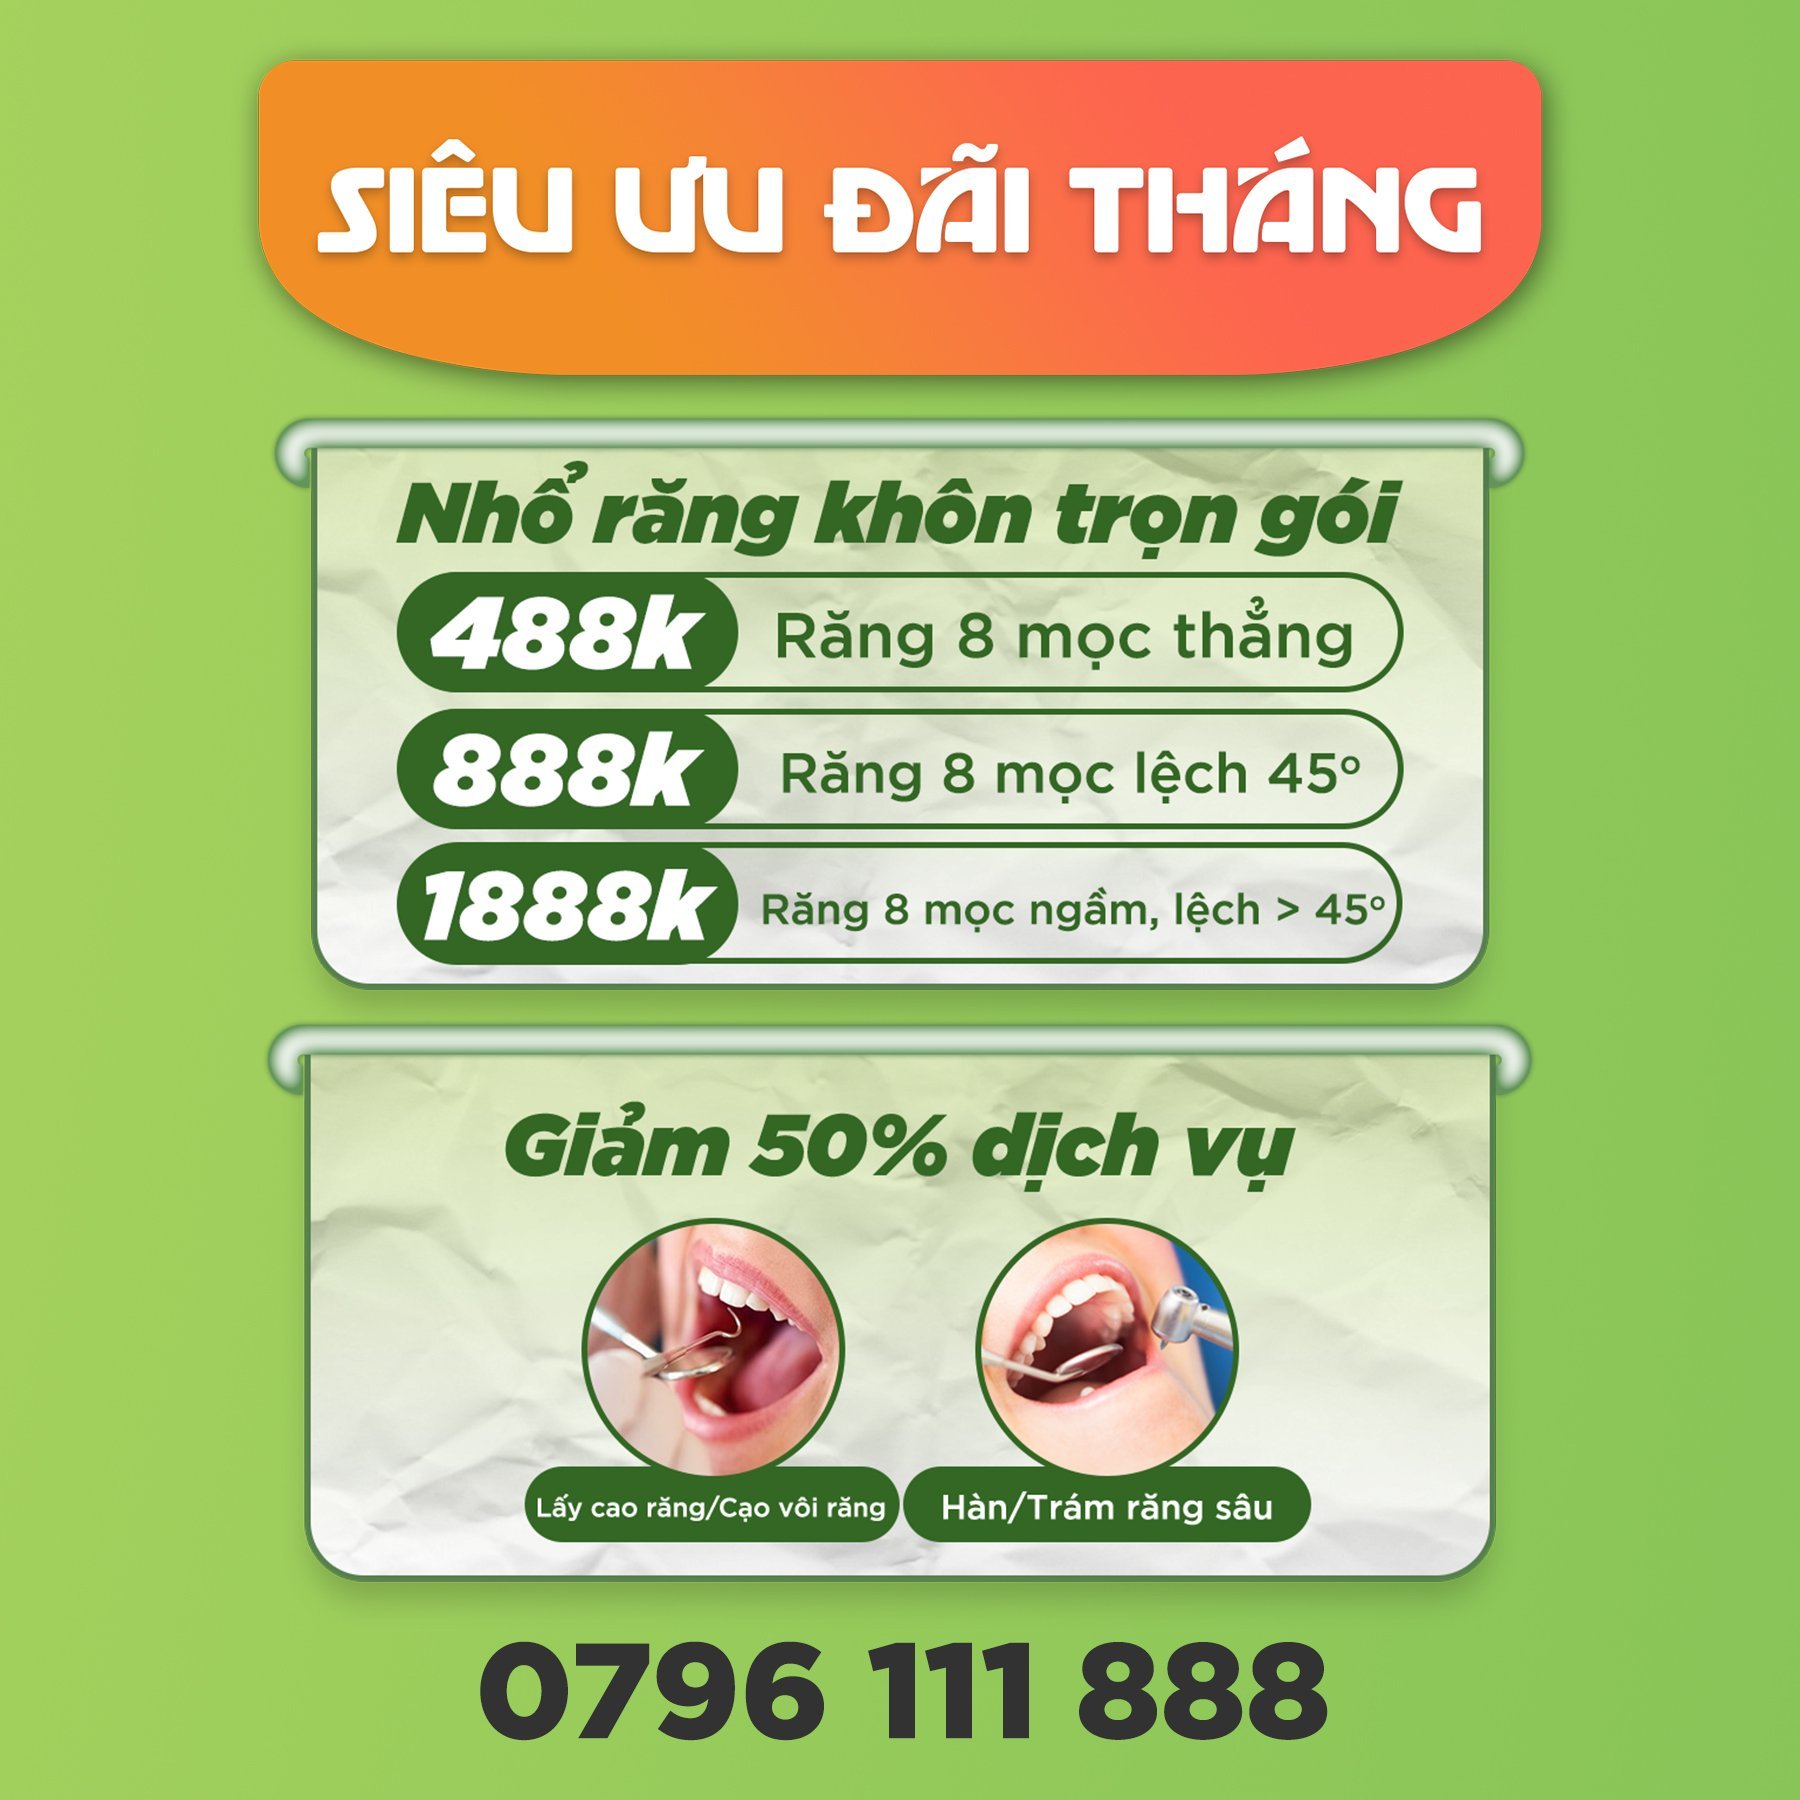 SIÊU ƯU ĐÃI THÁNG
Nhổ răng khôn trọn gói
488k Răng 8 mọc thẳng
888k Răng 8 mọc lệch 45°
1888k Răng 8 mọc ngầm, lệch > 45°
Giảm 50% dịch vụ
Lấy cao răng/Cạo vôi răng
Hàn/Trám răng sâu
0796 111 888